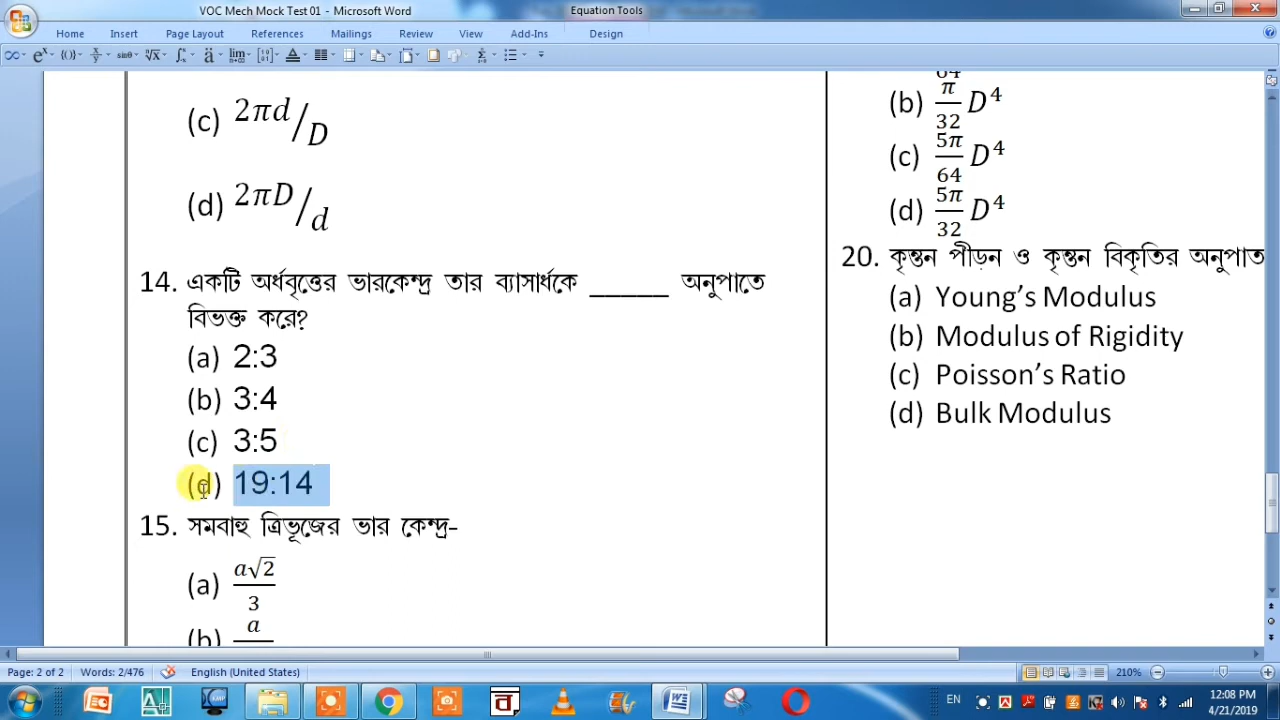 VOC Mech Mock Test 01 - Microsoft Word
Equation Tools
Home Insert Page Layout References Mailings Review View Add-Ins Design
(c) 2πd/D
(d) 2πD/d
14. একটি অর্ধবৃত্তের ভারকেন্দ্র তার ব্যাসার্ধকে _____ অনুপাতে
বিভক্ত করে?
(a) 2:3
(b) 3:4
(c) 3:5
(d) 19:14
15. সমবাহু ত্রিভূজের ভার কেন্দ্র-
(a) a√2/3
(b) a
64
(b) π/32 D⁴
(c) 5π/64 D⁴
(d) 5π/32 D⁴
20. কৃন্তন পীড়ন ও কৃন্তন বিকৃতির অনুপাত
(a) Young's Modulus
(b) Modulus of Rigidity
(c) Poisson's Ratio
(d) Bulk Modulus
Page: 2 of 2 Words: 2/476 English (United States) 210%
EN 12:08 PM
4/21/2019